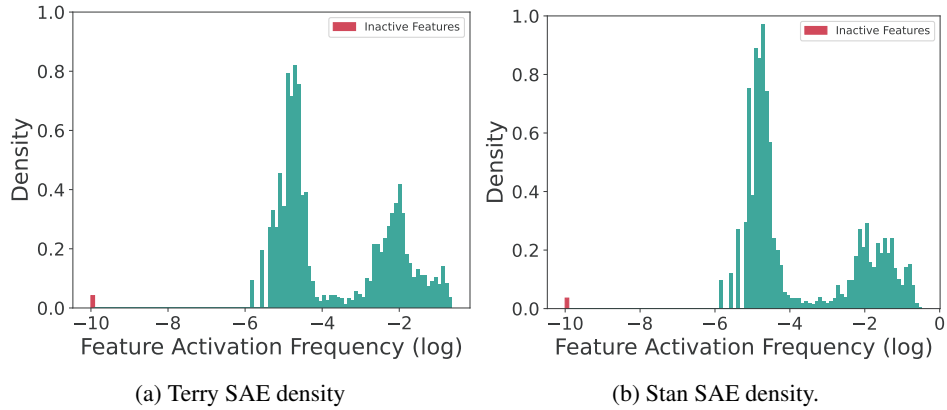 1.0
0.8
0.6
0.4
0.2
0.0
Density
Inactive Features
−10 −8 −6 −4 −2
Feature Activation Frequency (log)
(a) Terry SAE density
1.0
0.8
0.6
0.4
0.2
0.0
Density
Inactive Features
−10 −8 −6 −4 −2 0
Feature Activation Frequency (log)
(b) Stan SAE density.